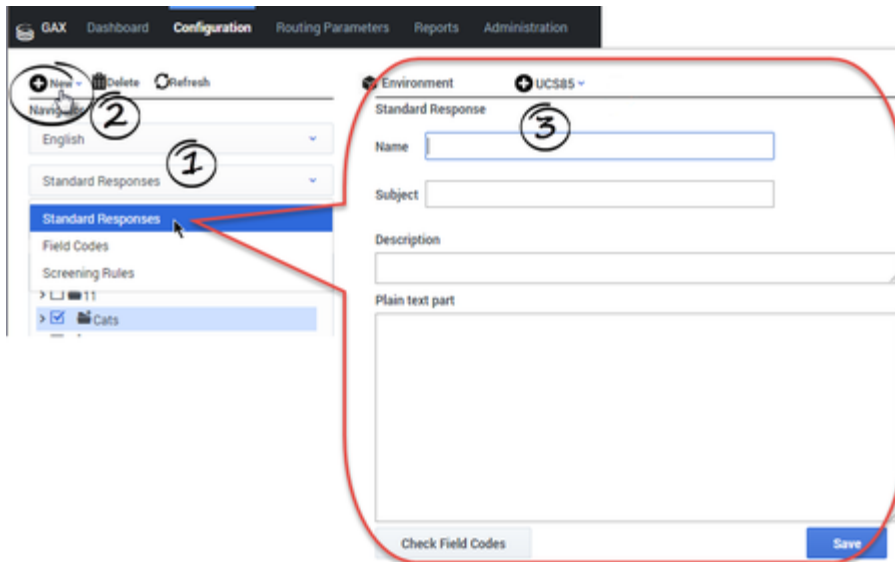 GAX Dashboard Configuration Routing Parameters Reports Administration
New Delete Refresh
2
English
1
Standard Responses
Standard Responses
Field Codes
Screening Rules
11
Cats
Environment UCS85
Standard Response
3
Name
Subject
Description
Plain text part
Check Field Codes Save